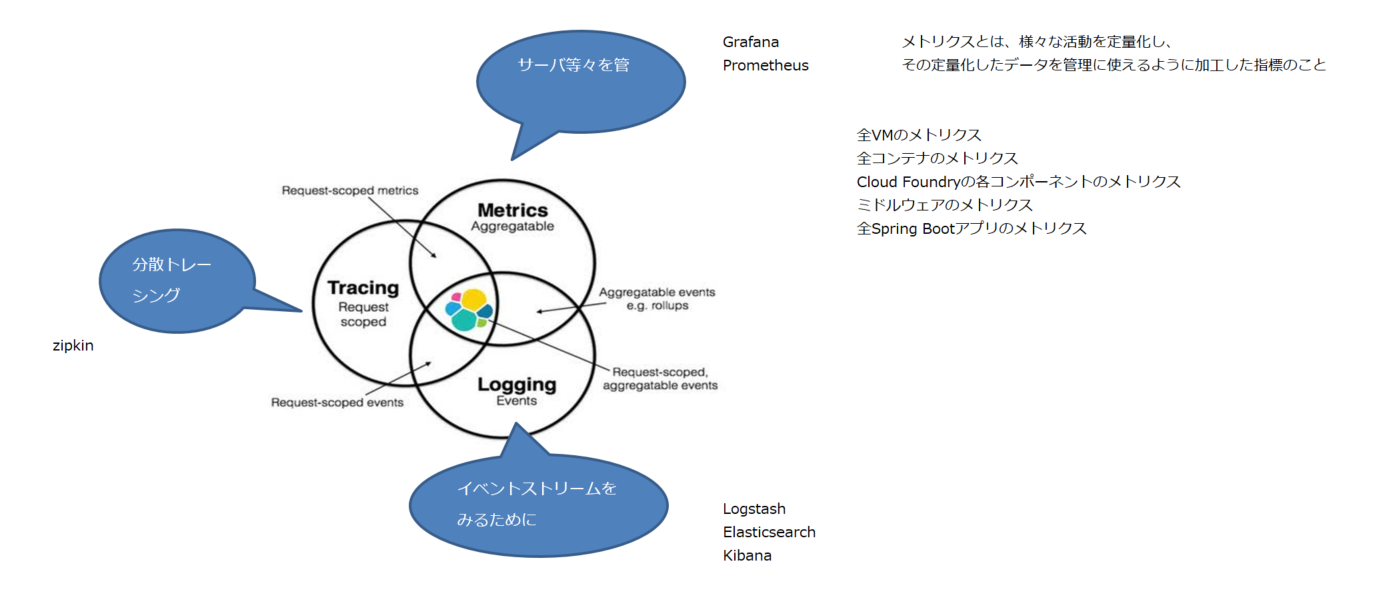 サーバ等々を管
Grafana
Prometheus
メトリクスとは、様々な活動を定量化し、
その定量化したデータを管理に使えるように加工した指標のこと
全VMのメトリクス
全コンテナのメトリクス
Cloud Foundryの各コンポーネントのメトリクス
ミドルウェアのメトリクス
全Spring Bootアプリのメトリクス
Request-scoped metrics
Metrics
Aggregatable
分散トレー
シング
Tracing
Request
scoped
Aggregatable events
e.g. rollups
zipkin
Request-scoped,
aggregatable events
Logging
Events
Request-scoped events
イベントストリームを
みるために
Logstash
Elasticsearch
Kibana